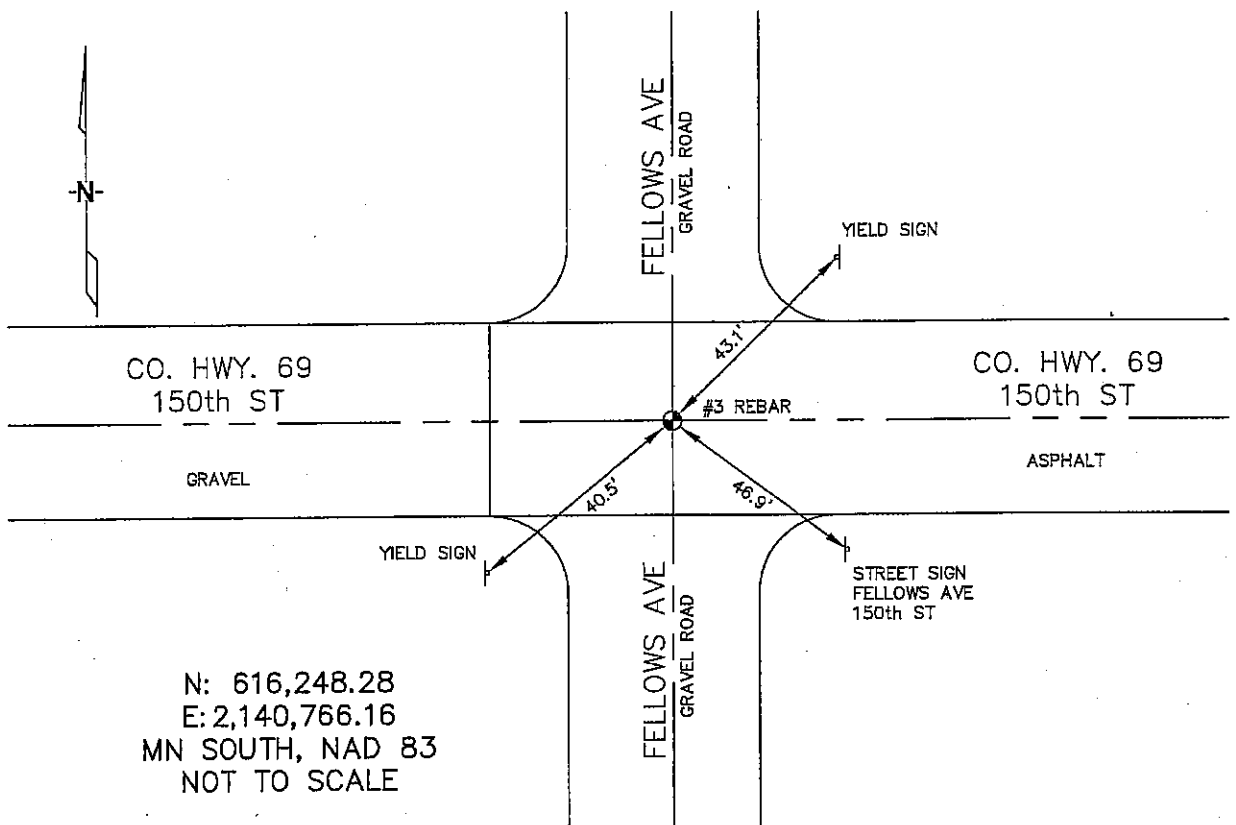 FELLOWS AVE
GRAVEL ROAD
-N-
YIELD SIGN
43.1'
CO. HWY. 69
150th ST
CO. HWY. 69
150th ST
#3 REBAR
GRAVEL
ASPHALT
40.5'
46.9'
YIELD SIGN
STREET SIGN
FELLOWS AVE
150th ST
FELLOWS AVE
GRAVEL ROAD
N: 616,248.28
E: 2,140,766.16
MN SOUTH, NAD 83
NOT TO SCALE